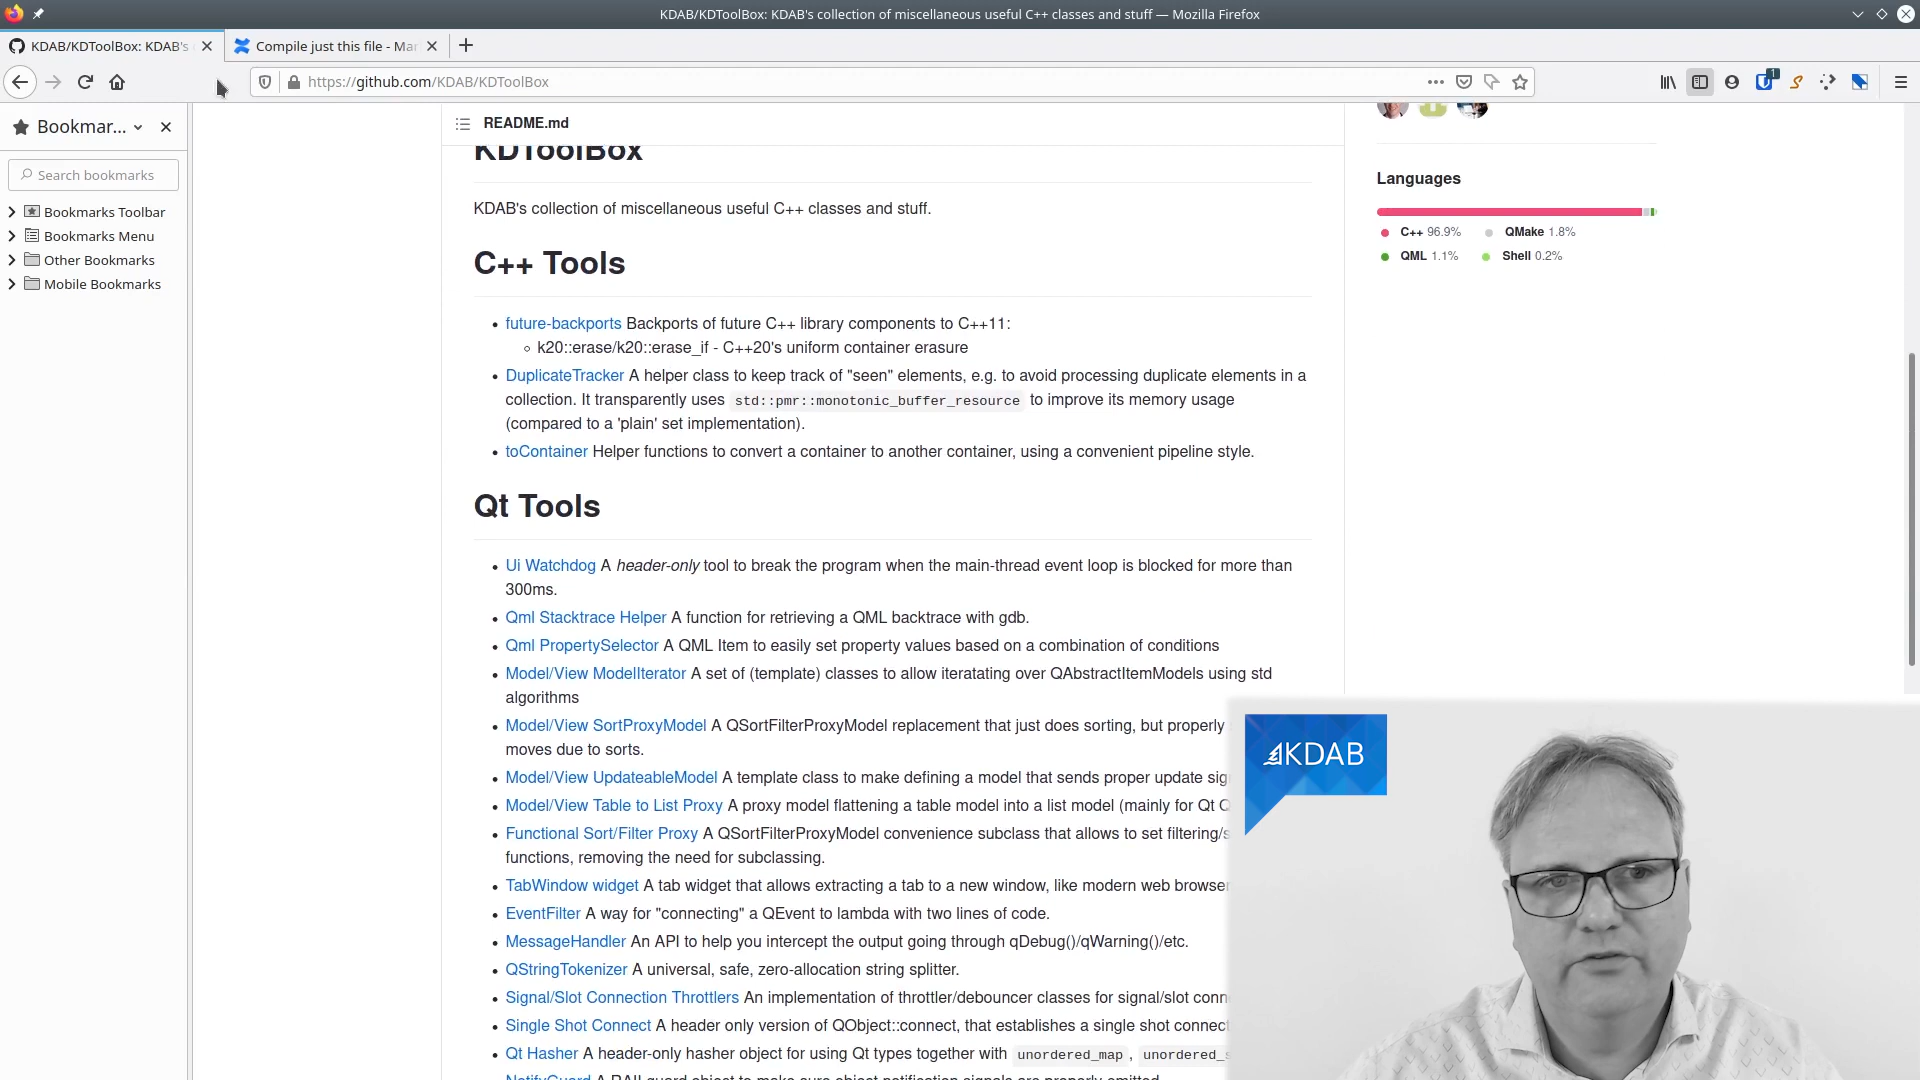 KDAB/KDToolBox: KDAB's collection of miscellaneous useful C++ classes and stuff — Mozilla Firefox
KDAB/KDToolBox: KDAB's
Compile just this file - Mar
https://github.com/KDAB/KDToolBox
1
Bookmar...
Search bookmarks
Bookmarks Toolbar
Bookmarks Menu
Other Bookmarks
Mobile Bookmarks
README.md
KDToolBox
KDAB's collection of miscellaneous useful C++ classes and stuff.
C++ Tools
future-backports Backports of future C++ library components to C++11:
k20::erase/k20::erase_if - C++20's uniform container erasure
DuplicateTracker A helper class to keep track of "seen" elements, e.g. to avoid processing duplicate elements in a
collection. It transparently uses std::pmr::monotonic_buffer_resource to improve its memory usage
(compared to a 'plain' set implementation).
toContainer Helper functions to convert a container to another container, using a convenient pipeline style.
Qt Tools
Ui Watchdog A header-only tool to break the program when the main-thread event loop is blocked for more than
300ms.
Qml Stacktrace Helper A function for retrieving a QML backtrace with gdb.
Qml PropertySelector A QML Item to easily set property values based on a combination of conditions
Model/View ModelIterator A set of (template) classes to allow iteratating over QAbstractItemModels using std
algorithms
Model/View SortProxyModel A QSortFilterProxyModel replacement that just does sorting, but properly
moves due to sorts.
Model/View UpdateableModel A template class to make defining a model that sends proper update sig
Model/View Table to List Proxy A proxy model flattening a table model into a list model (mainly for Qt Q
Functional Sort/Filter Proxy A QSortFilterProxyModel convenience subclass that allows to set filtering/s
functions, removing the need for subclassing.
TabWindow widget A tab widget that allows extracting a tab to a new window, like modern web browser
EventFilter A way for "connecting" a QEvent to lambda with two lines of code.
MessageHandler An API to help you intercept the output going through qDebug()/qWarning()/etc.
QStringTokenizer A universal, safe, zero-allocation string splitter.
Signal/Slot Connection Throttlers An implementation of throttler/debouncer classes for signal/slot conn
Single Shot Connect A header only version of QObject::connect, that establishes a single shot connect
Qt Hasher A header-only hasher object for using Qt types together with unordered_map, unordered_s
NotifyGuard A RAII guard object to make sure object notification signals are properly emitted
Languages
C++ 96.9% QMake 1.8%
QML 1.1% Shell 0.2%
KDAB